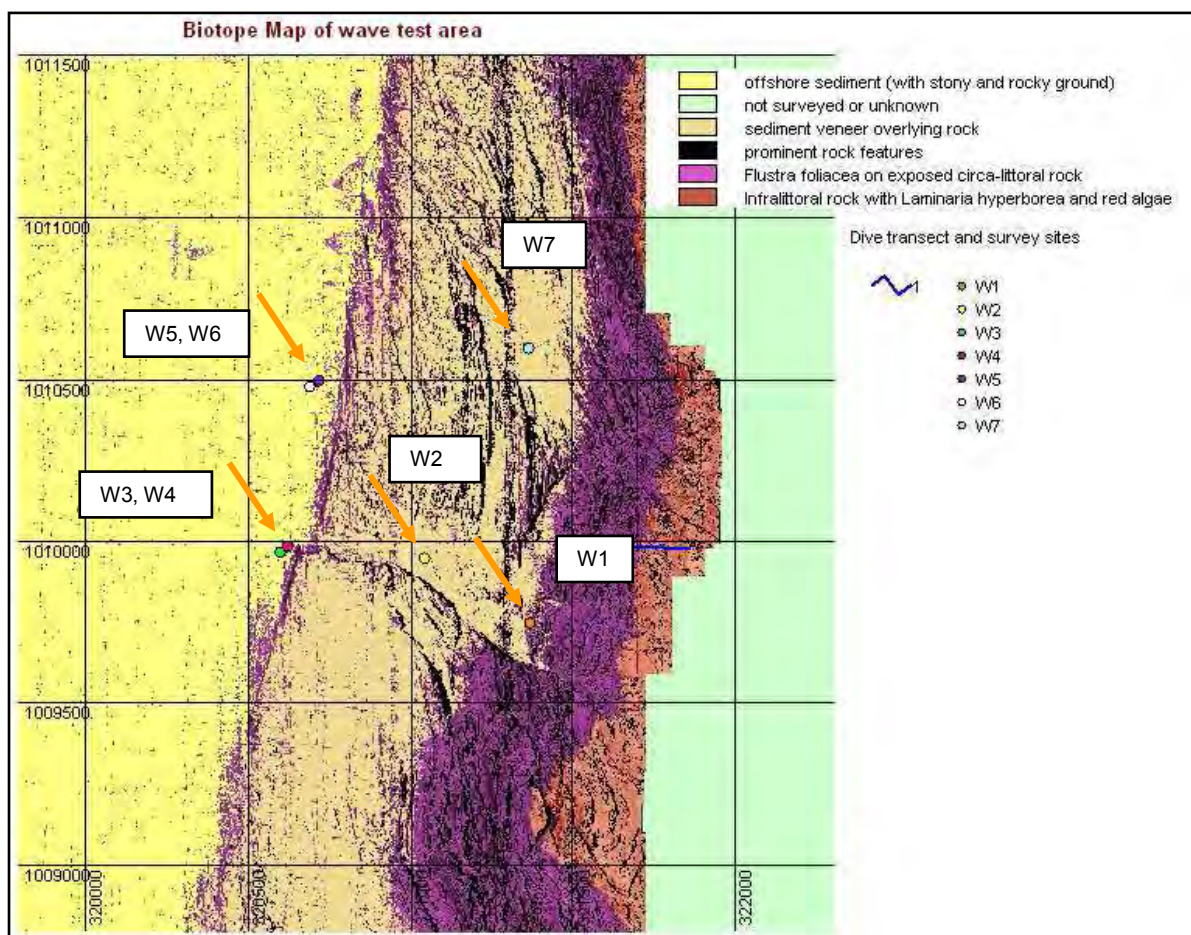 Biotope Map of wave test area
1011500
offshore sediment (with stony and rocky ground)
not surveyed or unknown
sediment veneer overlying rock
prominent rock features
Flustra foliacea on exposed circa-littoral rock
Infralittoral rock with Laminaria hyperborea and red algae
1011000
Dive transect and survey sites
W7
1
W1
W2
W3
W4
W5
W6
W7
W5, W6
1010500
W2
W3, W4
1010000
W1
1009500
1009000
320000
320500
322000